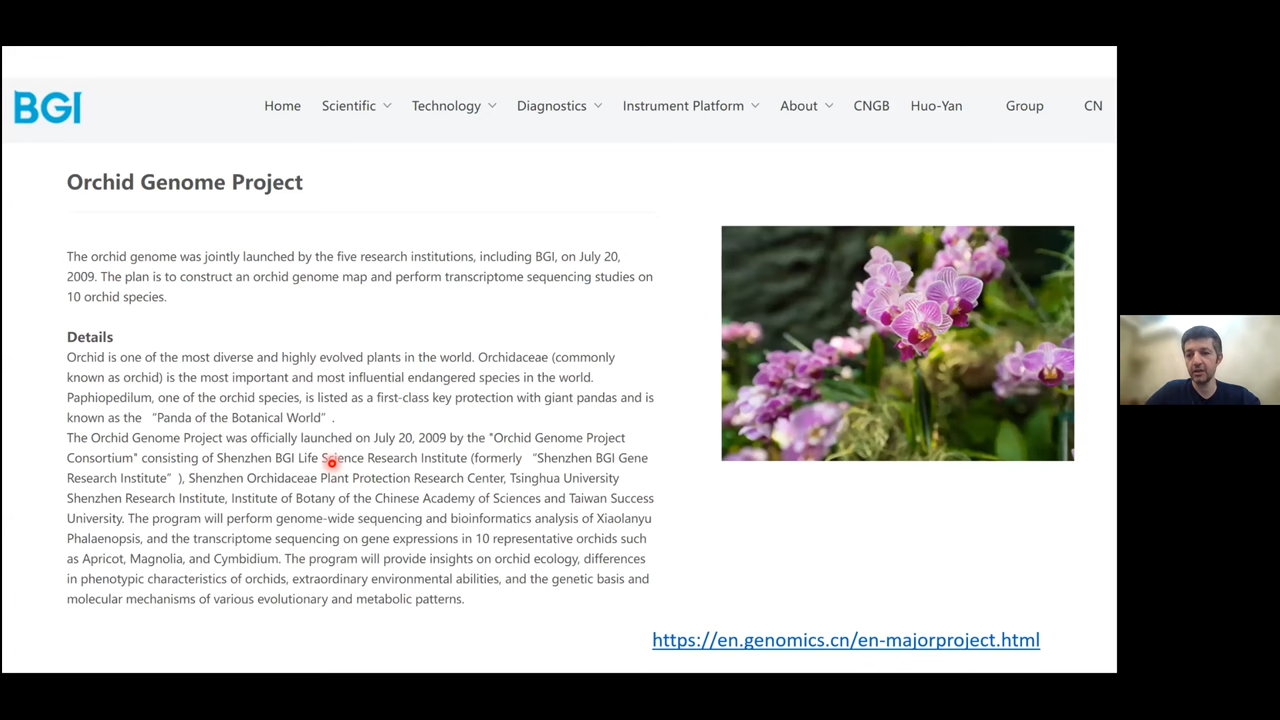 BGI
Home Scientific Technology Diagnostics Instrument Platform About CNGB Huo-Yan Group CN
Orchid Genome Project
The orchid genome was jointly launched by the five research institutions, including BGI, on July 20,
2009. The plan is to construct an orchid genome map and perform transcriptome sequencing studies on
10 orchid species.
Details
Orchid is one of the most diverse and highly evolved plants in the world. Orchidaceae (commonly
known as orchid) is the most important and most influential endangered species in the world.
Paphiopedilum, one of the orchid species, is listed as a first-class key protection with giant pandas and is
known as the “Panda of the Botanical World” .
The Orchid Genome Project was officially launched on July 20, 2009 by the "Orchid Genome Project
Consortium" consisting of Shenzhen BGI Life Science Research Institute (formerly “Shenzhen BGI Gene
Research Institute” ), Shenzhen Orchidaceae Plant Protection Research Center, Tsinghua University
Shenzhen Research Institute, Institute of Botany of the Chinese Academy of Sciences and Taiwan Success
University. The program will perform genome-wide sequencing and bioinformatics analysis of Xiaolanyu
Phalaenopsis, and the transcriptome sequencing on gene expressions in 10 representative orchids such
as Apricot, Magnolia, and Cymbidium. The program will provide insights on orchid ecology, differences
in phenotypic characteristics of orchids, extraordinary environmental abilities, and the genetic basis and
molecular mechanisms of various evolutionary and metabolic patterns.
https://en.genomics.cn/en-majorproject.html